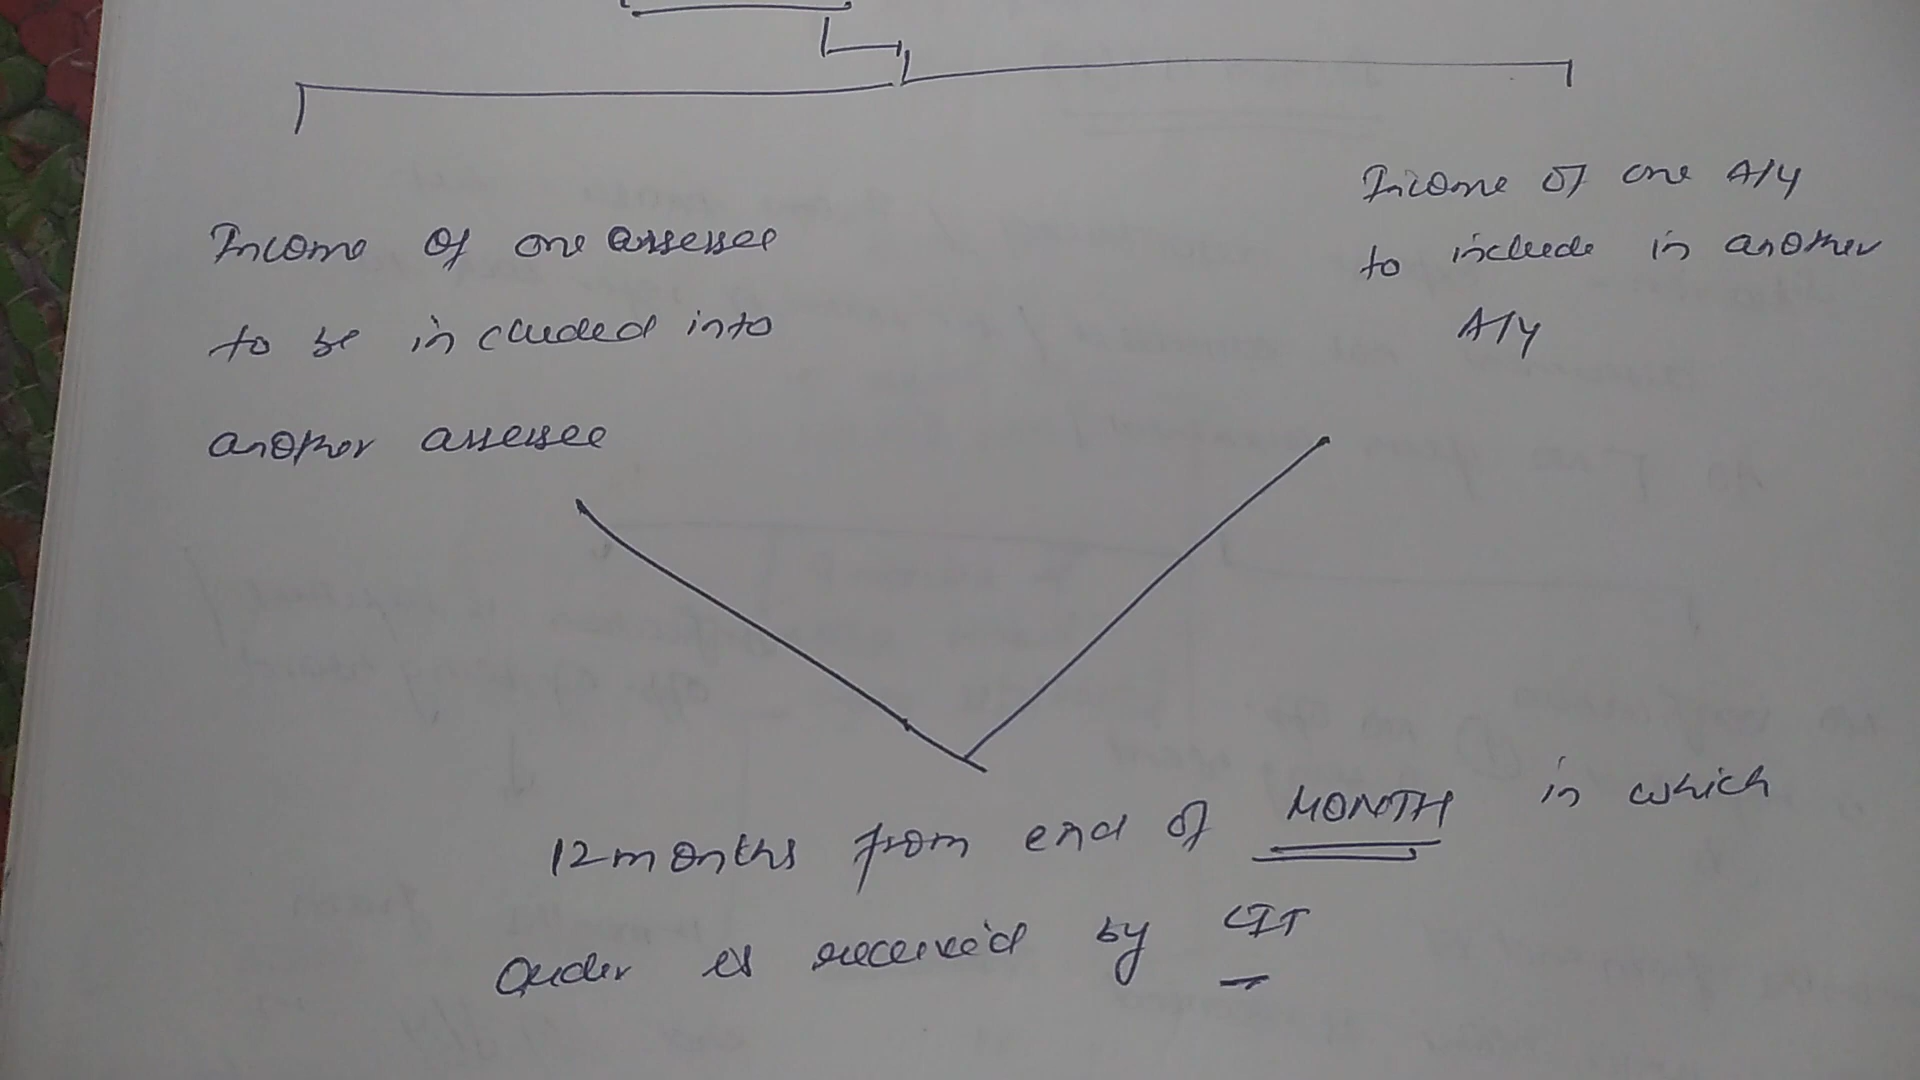 Income of one assessee
to be included into
another assessee
Income of one A/y
to include in another
A/y
12 months from end of MONTH in which
Order is received by CIT